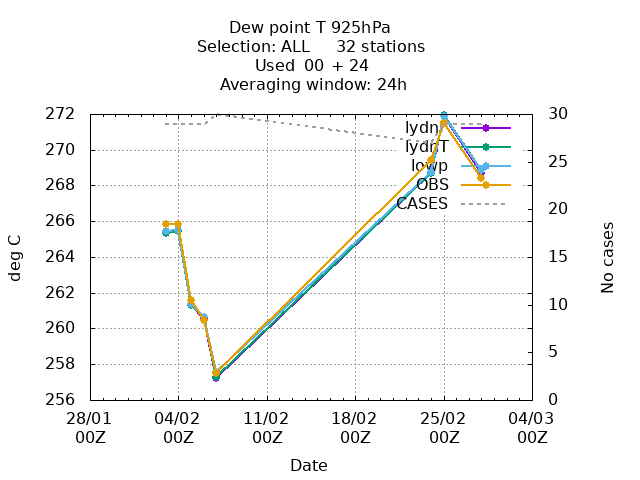 Dew point T 925hPa
Selection: ALL 32 stations
Used 00 + 24
Averaging window: 24h
272
270
268
266
264
262
260
258
256
deg C
30
25
20
15
10
5
0
No cases
lowp
OBS
CASES
28/01 04/02 11/02 18/02 25/02 04/03
00Z 00Z 00Z 00Z 00Z 00Z
Date